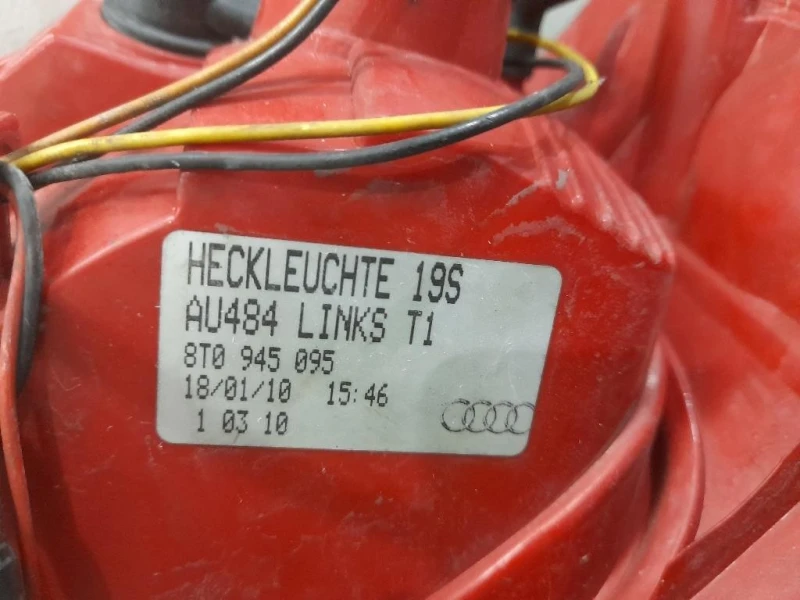 HECKLEUCHTE 19S
AU484 LINKS T1
8T0 945 095
18/01/10 15:46
1 03 10